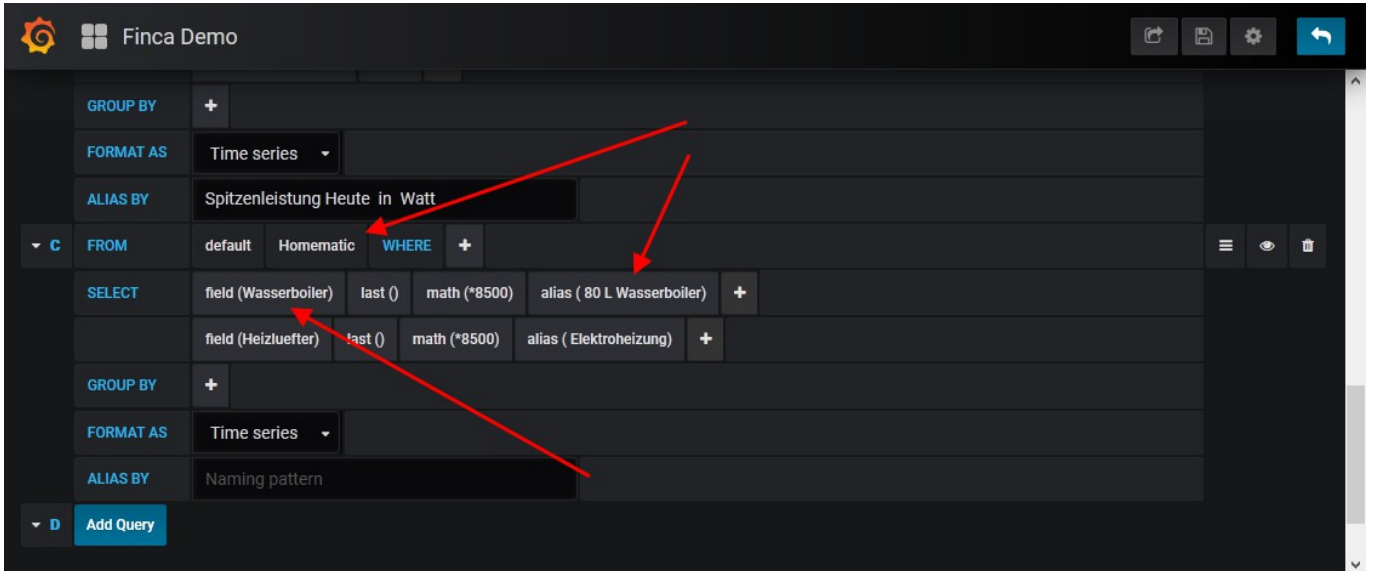 Finca Demo
GROUP BY +
FORMAT AS Time series
ALIAS BY Spitzenleistung Heute in Watt
C FROM default Homematic WHERE +
SELECT field (Wasserboiler) last () math (*8500) alias ( 80 L Wasserboiler) +
field (Heizluefter) last () math (*8500) alias ( Elektroheizung) +
GROUP BY +
FORMAT AS Time series
ALIAS BY Naming pattern
D Add Query